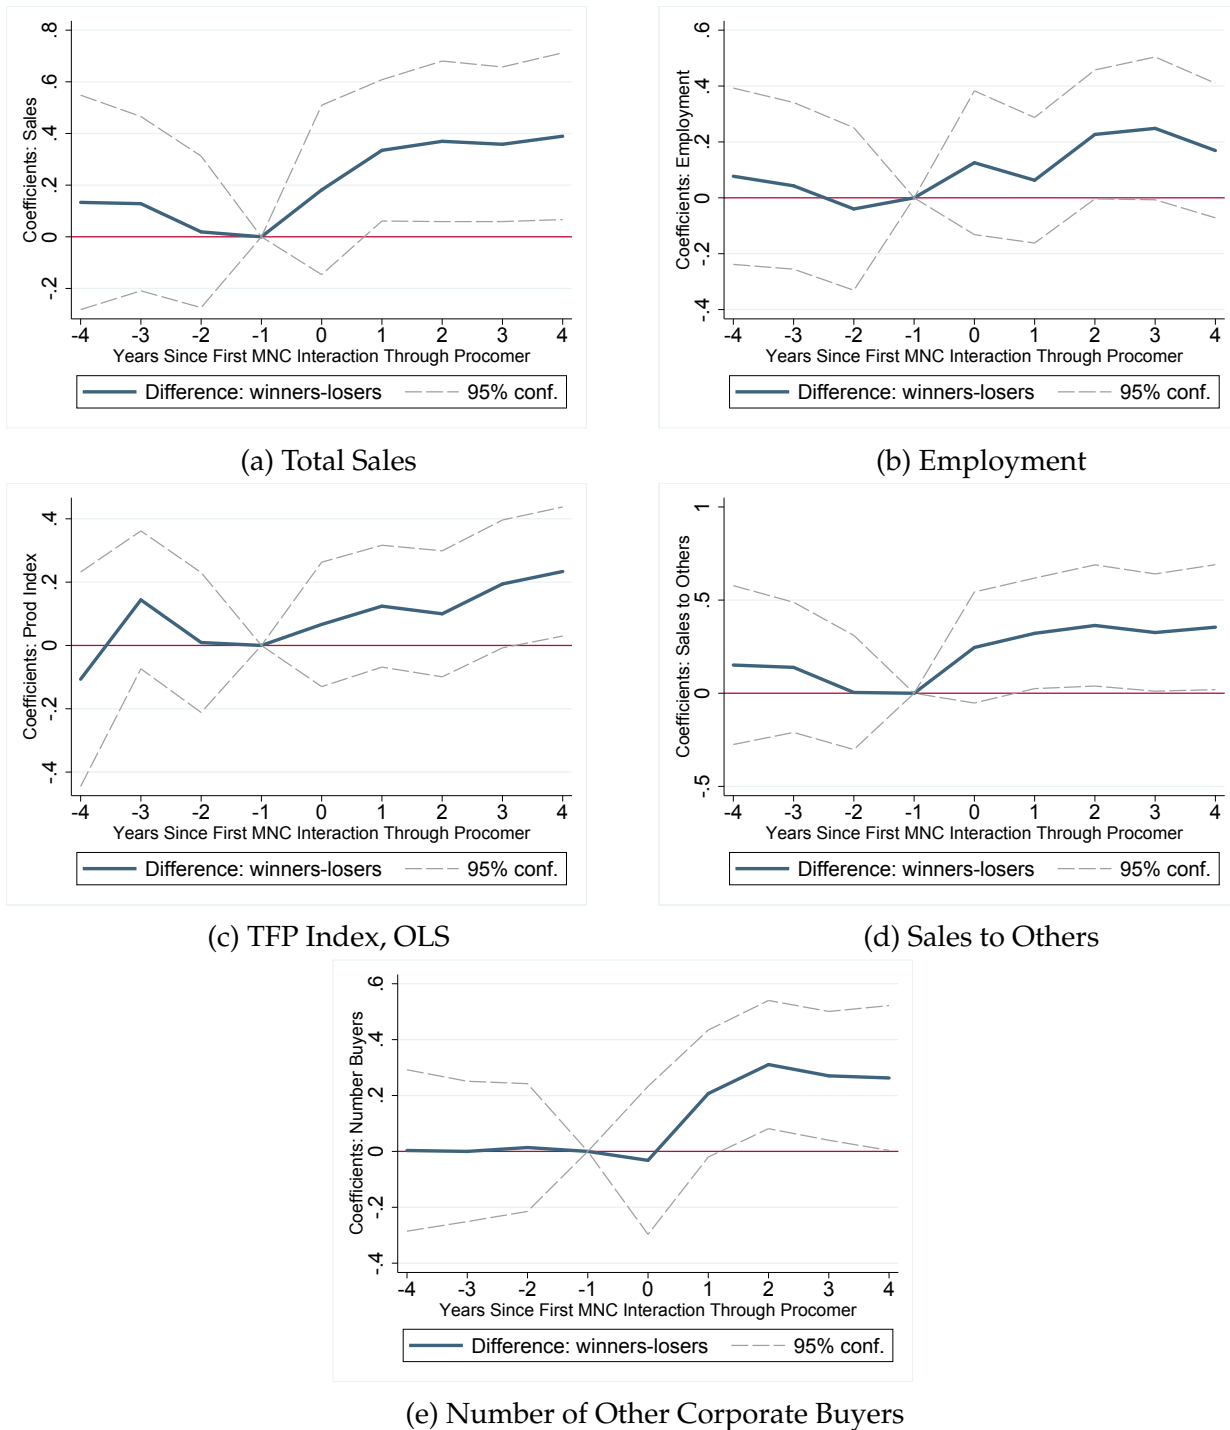 Coefficients: Sales
.8
.6
.4
.2
0
-.2
-4 -3 -2 -1 0 1 2 3 4
Years Since First MNC Interaction Through Procomer
Difference: winners-losers 95% conf.
(a) Total Sales
Coefficients: Employment
.6
.4
.2
0
-.2
-.4
-4 -3 -2 -1 0 1 2 3 4
Years Since First MNC Interaction Through Procomer
Difference: winners-losers 95% conf.
(b) Employment
Coefficients: Prod Index
.4
.2
0
-.2
-.4
-4 -3 -2 -1 0 1 2 3 4
Years Since First MNC Interaction Through Procomer
Difference: winners-losers 95% conf.
(c) TFP Index, OLS
Coefficients: Sales to Others
1
.5
0
-.5
-4 -3 -2 -1 0 1 2 3 4
Years Since First MNC Interaction Through Procomer
Difference: winners-losers 95% conf.
(d) Sales to Others
Coefficients: Number Buyers
.6
.4
.2
0
-.2
-.4
-4 -3 -2 -1 0 1 2 3 4
Years Since First MNC Interaction Through Procomer
Difference: winners-losers 95% conf.
(e) Number of Other Corporate Buyers